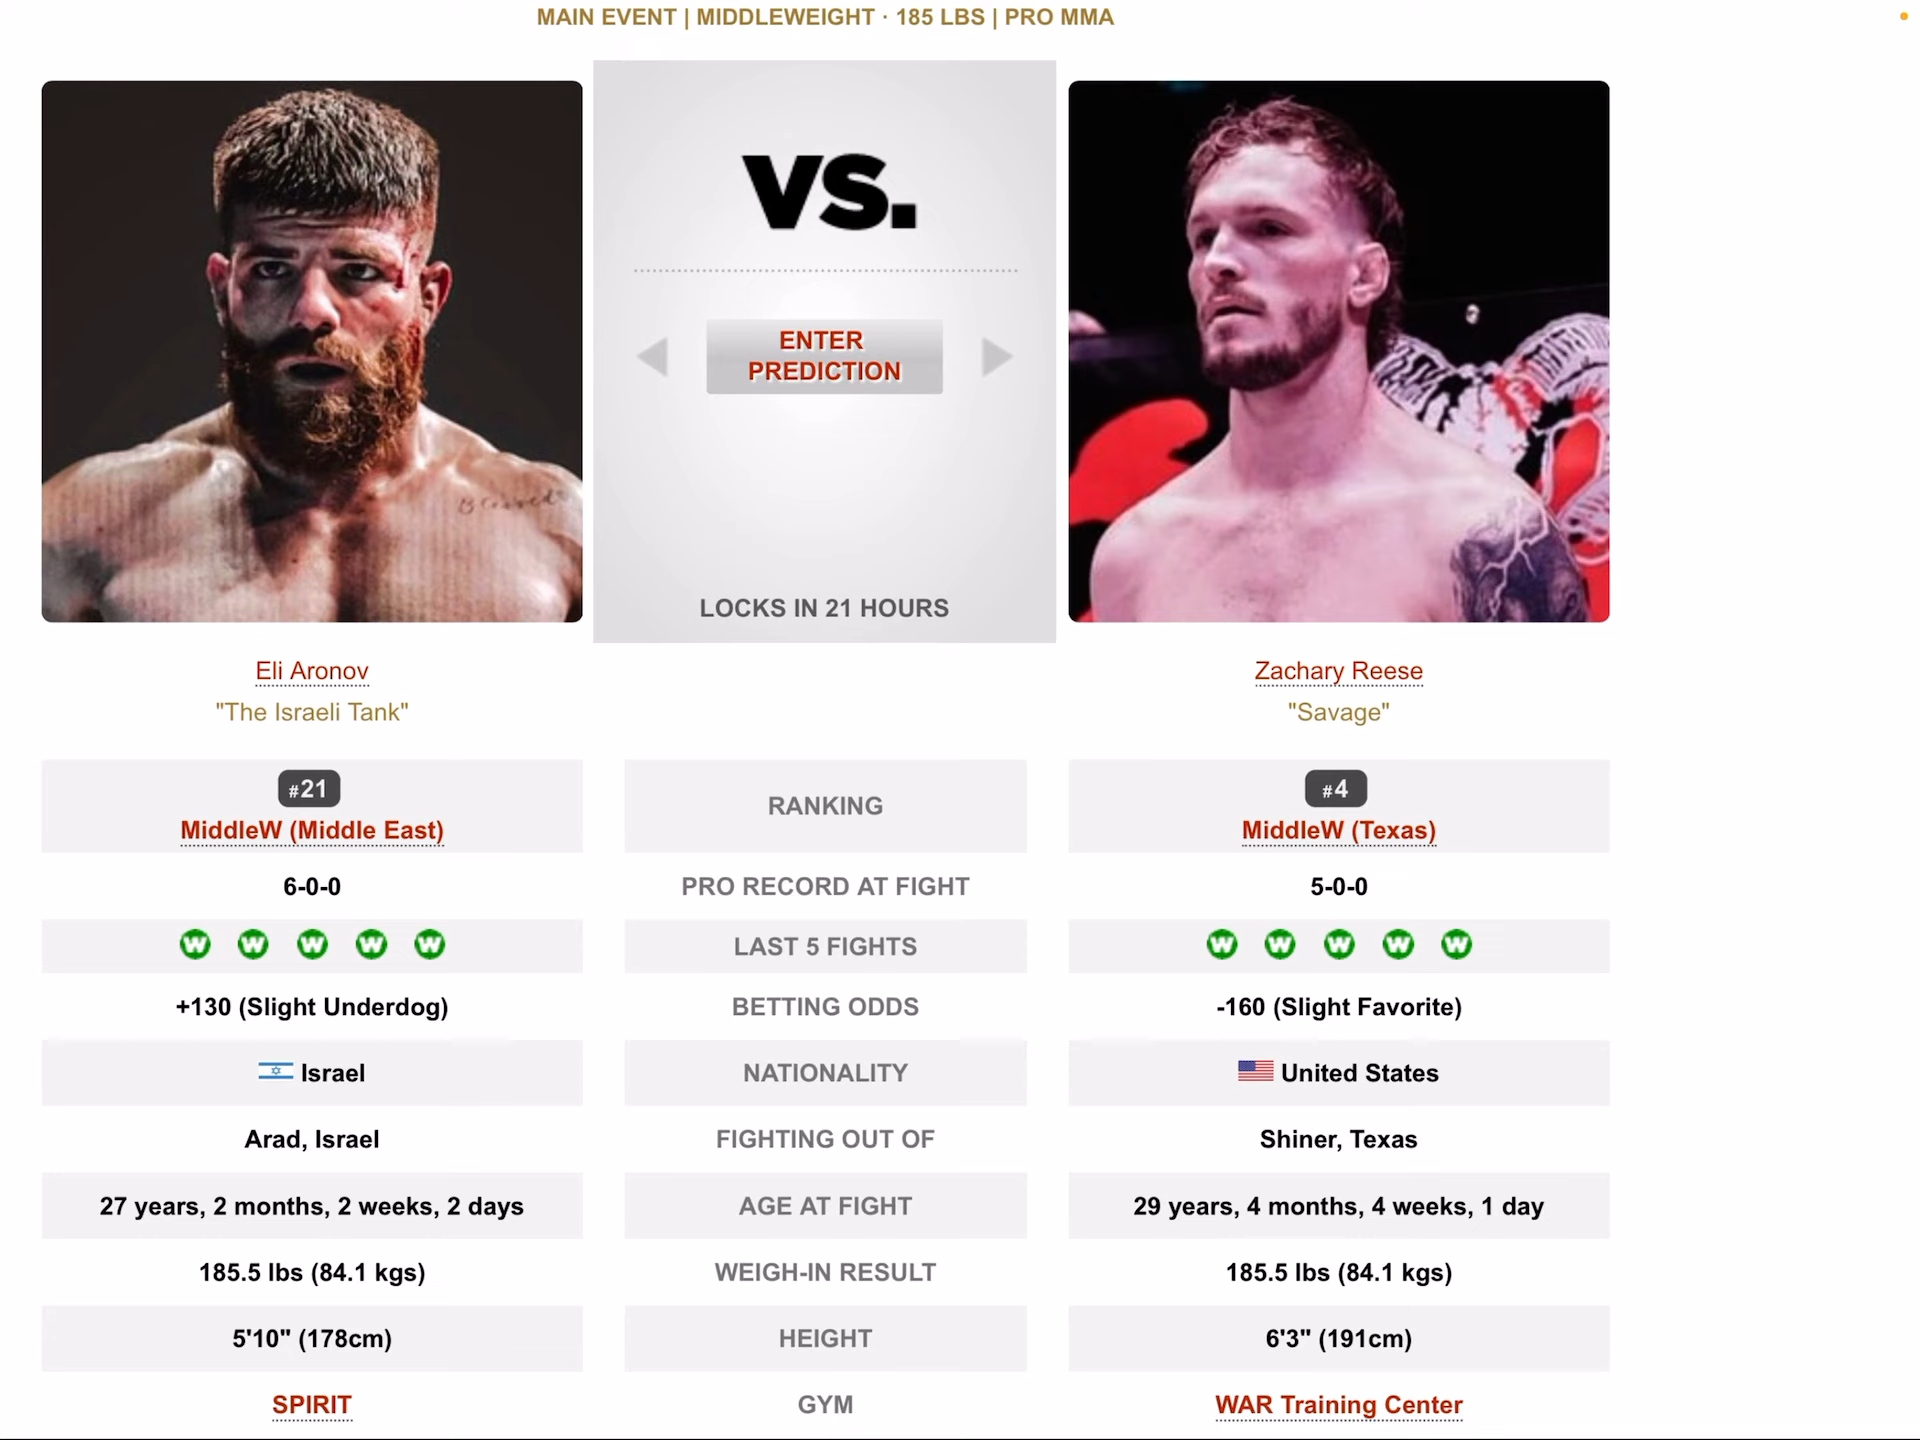 MAIN EVENT | MIDDLEWEIGHT · 185 LBS | PRO MMA
VS.
ENTER
PREDICTION
LOCKS IN 21 HOURS
Blessed
Eli Aronov
Zachary Reese
"The Israeli Tank"
"Savage"
#21
MiddleW (Middle East)
RANKING
#4
MiddleW (Texas)
6-0-0
PRO RECORD AT FIGHT
5-0-0
W W W W W
LAST 5 FIGHTS
W W W W W
+130 (Slight Underdog)
BETTING ODDS
-160 (Slight Favorite)
Israel
NATIONALITY
United States
Arad, Israel
FIGHTING OUT OF
Shiner, Texas
27 years, 2 months, 2 weeks, 2 days
AGE AT FIGHT
29 years, 4 months, 4 weeks, 1 day
185.5 lbs (84.1 kgs)
WEIGH-IN RESULT
185.5 lbs (84.1 kgs)
5'10" (178cm)
HEIGHT
6'3" (191cm)
SPIRIT
GYM
WAR Training Center